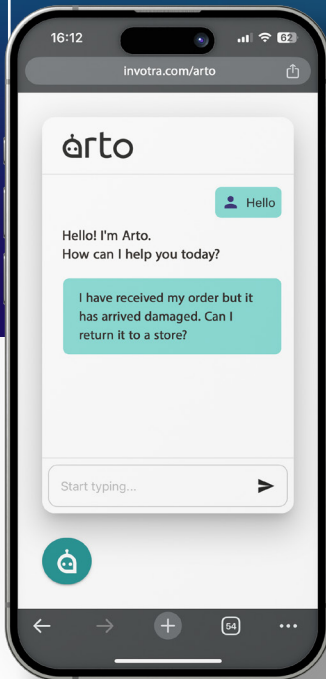 16:12
62
invotra.com/arto
arto
Hello
Hello! I'm Arto.
How can I help you today?
I have received my order but it
has arrived damaged. Can I
return it to a store?
Start typing...
54